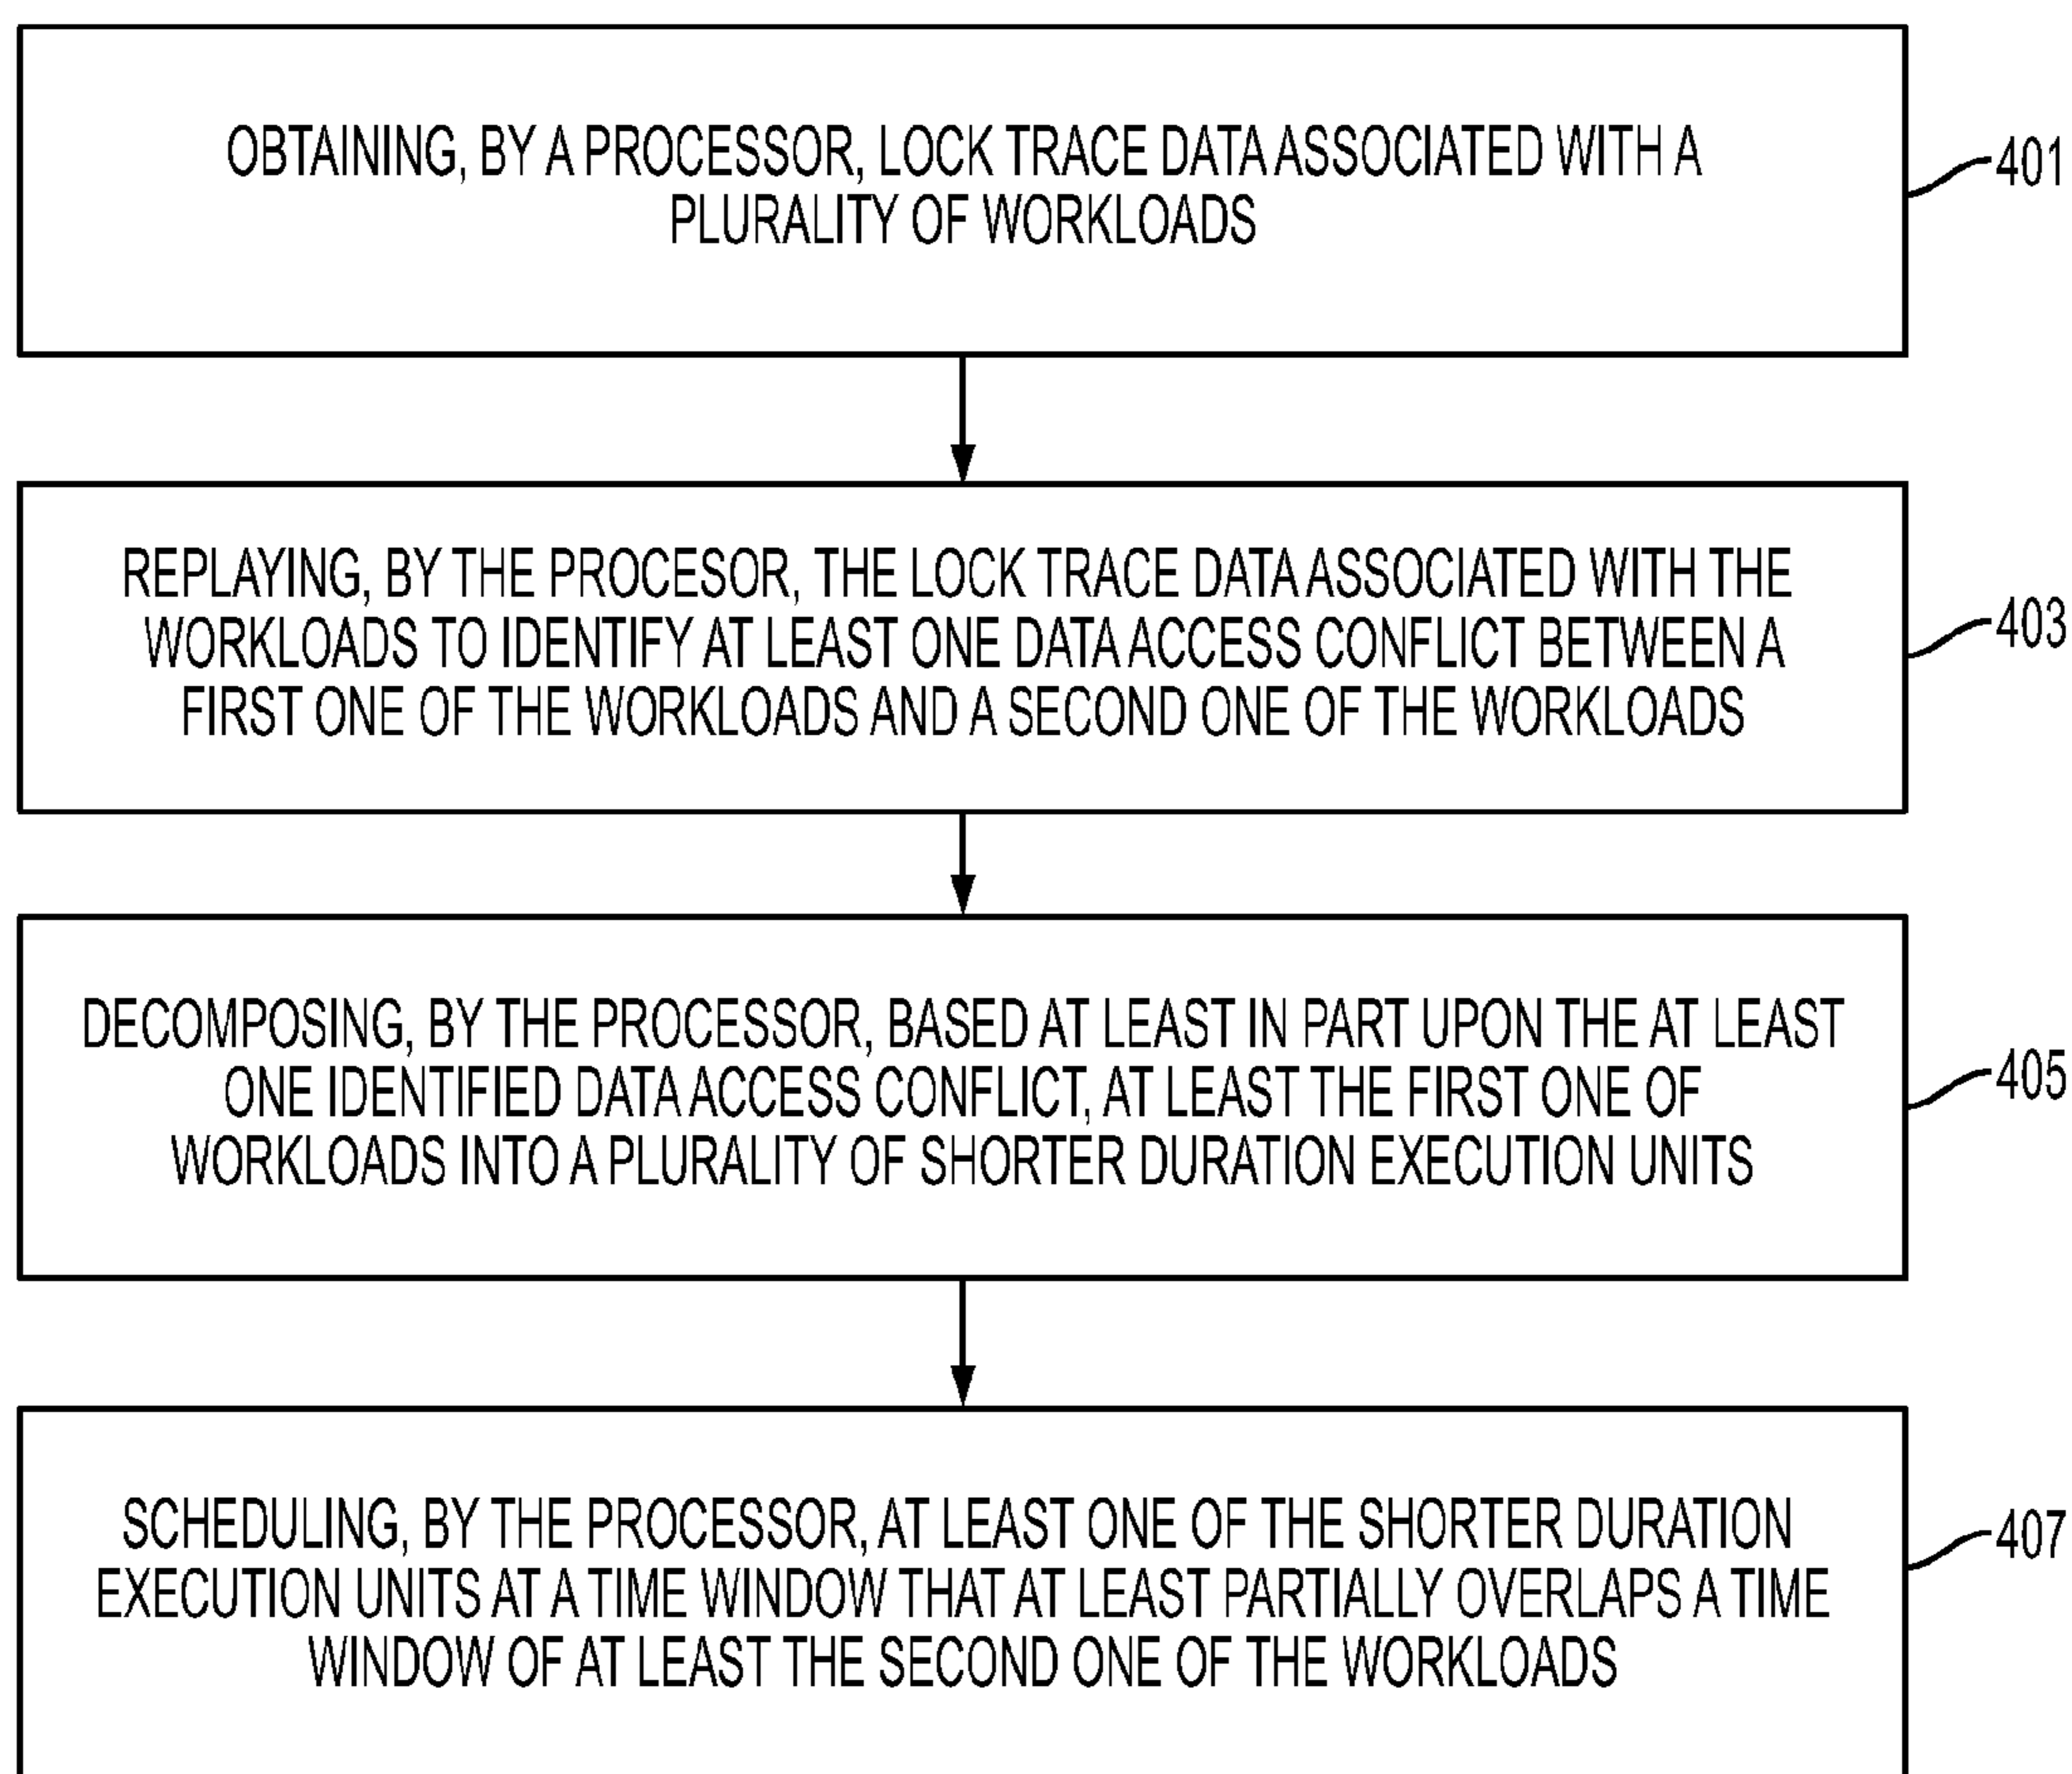 OBTAINING, BY A PROCESSOR, LOCK TRACE DATA ASSOCIATED WITH A
PLURALITY OF WORKLOADS
401
REPLAYING, BY THE PROCESOR, THE LOCK TRACE DATA ASSOCIATED WITH THE
WORKLOADS TO IDENTIFY AT LEAST ONE DATA ACCESS CONFLICT BETWEEN A
FIRST ONE OF THE WORKLOADS AND A SECOND ONE OF THE WORKLOADS
403
DECOMPOSING, BY THE PROCESSOR, BASED AT LEAST IN PART UPON THE AT LEAST
ONE IDENTIFIED DATA ACCESS CONFLICT, AT LEAST THE FIRST ONE OF
WORKLOADS INTO A PLURALITY OF SHORTER DURATION EXECUTION UNITS
405
SCHEDULING, BY THE PROCESSOR, AT LEAST ONE OF THE SHORTER DURATION
EXECUTION UNITS AT A TIME WINDOW THAT AT LEAST PARTIALLY OVERLAPS A TIME
WINDOW OF AT LEAST THE SECOND ONE OF THE WORKLOADS
407